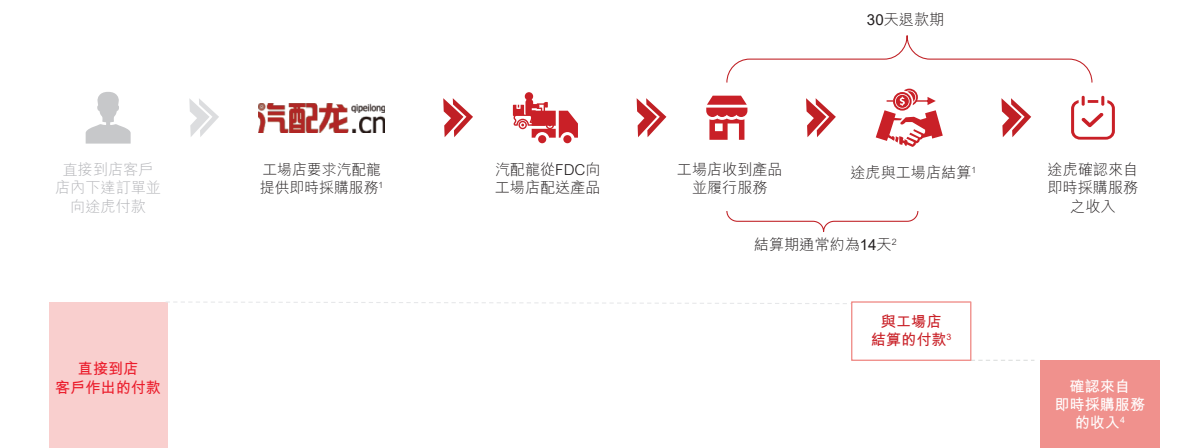 30天退款期
汽配龙.cn
qipeilong
$
直接到店客戶
店內下達訂單並
向途虎付款
工場店要求汽配龍
提供即時採購服務¹
汽配龍從FDC向
工場店配送產品
工場店收到產品
並履行服務
途虎與工場店結算¹
途虎確認來自
即時採購服務
之收入
結算期通常約為14天²
與工場店
結算的付款³
直接到店
客戶作出的付款
確認來自
即時採購服務
的收入⁴